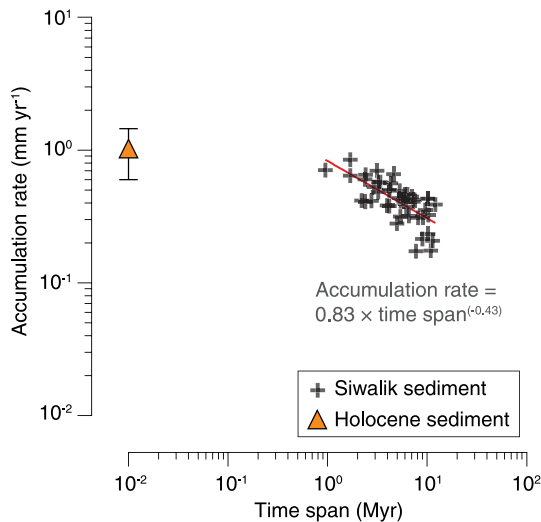 10¹
10⁰
10⁻¹
10⁻²
Accumulation rate (mm yr⁻¹)
Accumulation rate =
0.83 × time span⁽⁻⁰·⁴³⁾
Siwalik sediment
Holocene sediment
10⁻² 10⁻¹ 10⁰ 10¹ 10²
Time span (Myr)